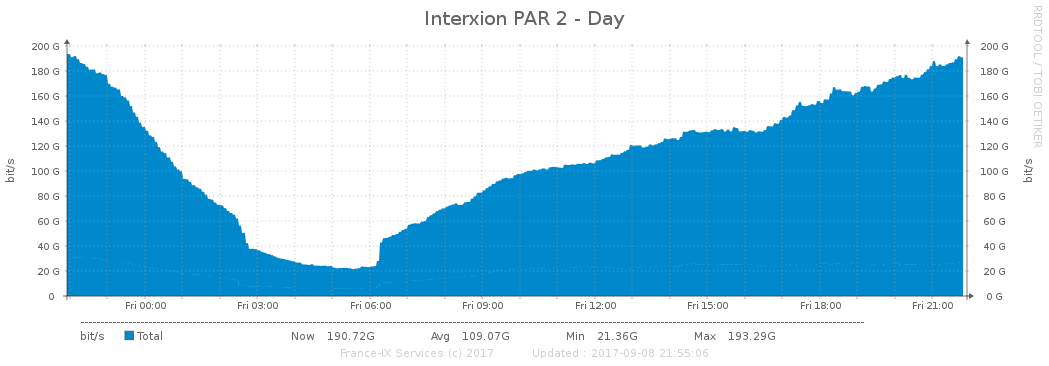 Interxion PAR 2 - Day
RRDTOOL / TOBI OETIKER
200 G 200 G
180 G 180 G
160 G 160 G
140 G 140 G
120 G 120 G
100 G 100 G
80 G 80 G
60 G 60 G
40 G 40 G
20 G 20 G
0 0 G
bit/s bit/s
Fri 00:00 Fri 03:00 Fri 06:00 Fri 09:00 Fri 12:00 Fri 15:00 Fri 18:00 Fri 21:00
bit/s Total Now 190.72G Avg 109.07G Min 21.36G Max 193.29G
France-IX Services (c) 2017 Updated : 2017-09-08 21:55:06